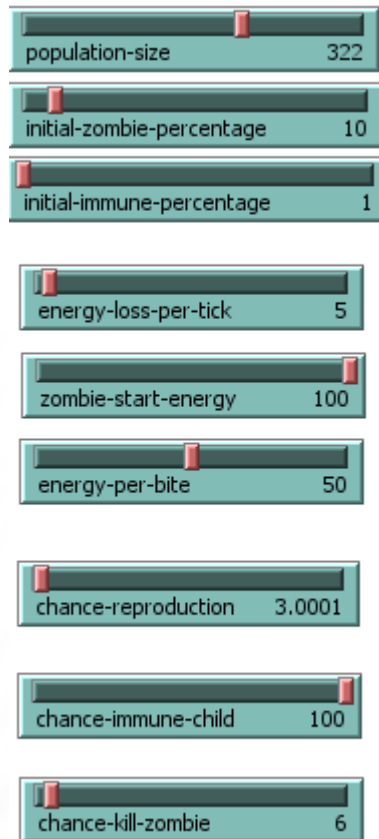 population-size 322
initial-zombie-percentage 10
initial-immune-percentage 1
energy-loss-per-tick 5
zombie-start-energy 100
energy-per-bite 50
chance-reproduction 3.0001
chance-immune-child 100
chance-kill-zombie 6